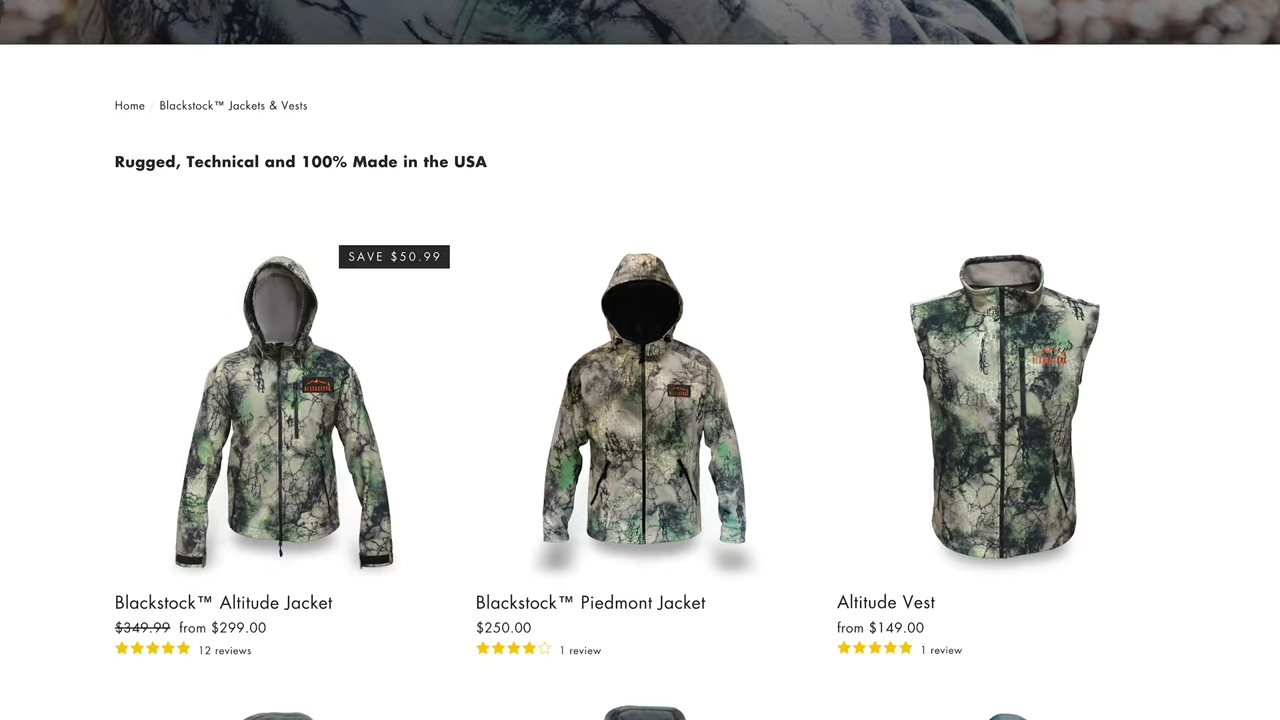 Home / Blackstock™ Jackets & Vests
Rugged, Technical and 100% Made in the USA
SAVE $50.99
Blackstock™ Altitude Jacket
$349.99 from $299.00
12 reviews
Blackstock™ Piedmont Jacket
$250.00
1 review
Altitude Vest
from $149.00
1 review